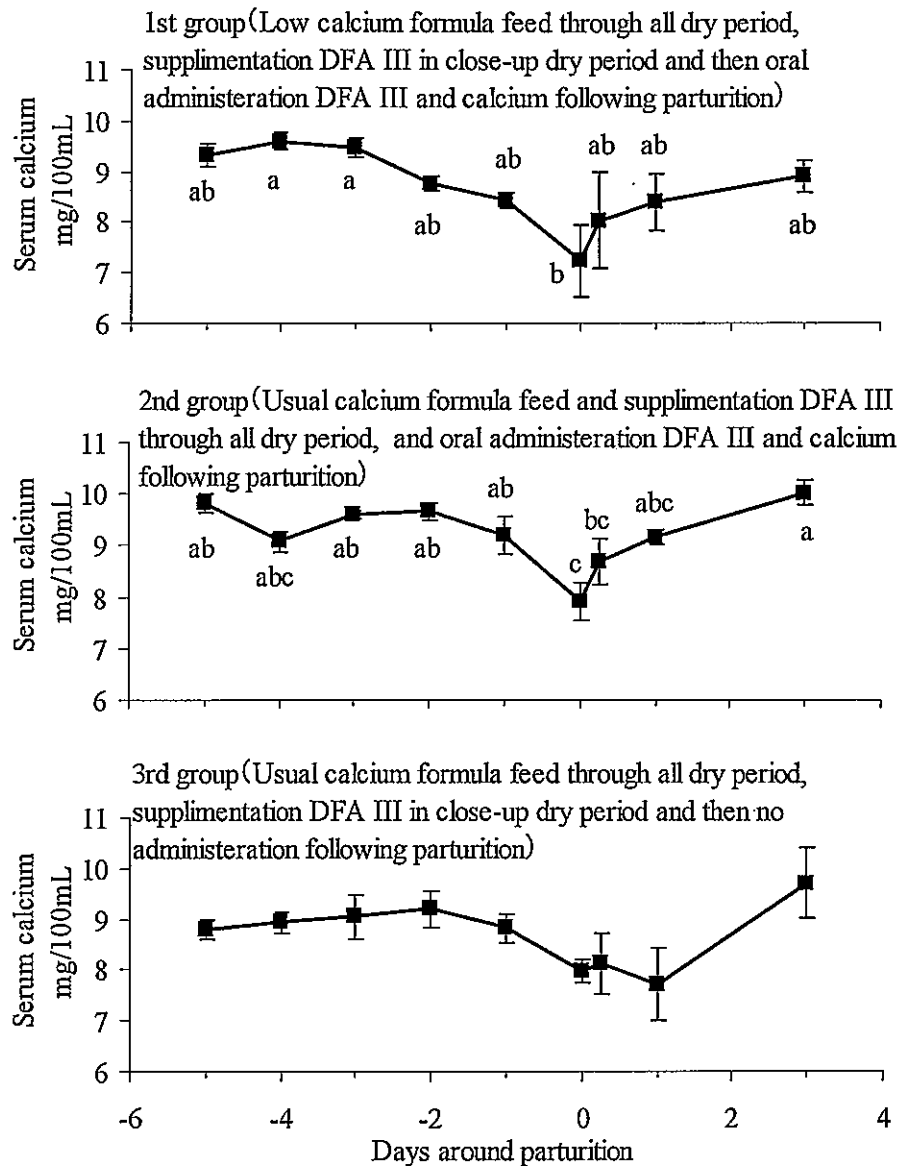 1st group(Low calcium formula feed through all dry period,
supplimentation DFA III in close-up dry period and then oral
administeration DFA III and calcium following parturition)
11
10
9
8
7
6
Serum calcium
mg/100mL
ab
a
a
ab
ab
b
ab
ab
ab
2nd group(Usual calcium formula feed and supplimentation DFA III
through all dry period, and oral administeration DFA III and calcium
following parturition)
11
10
9
8
7
6
Serum calcium
mg/100mL
ab
abc
ab
ab
ab
c
bc
abc
a
3rd group(Usual calcium formula feed through all dry period,
supplimentation DFA III in close-up dry period and then no
administeration following parturition)
11
10
9
8
7
6
Serum calcium
mg/100mL
-6 -4 -2 0 2 4
Days around parturition